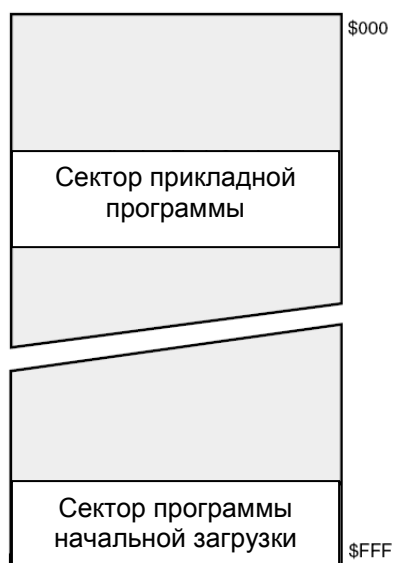 $000
Сектор прикладной
программы
Сектор программы
начальной загрузки
$FFF